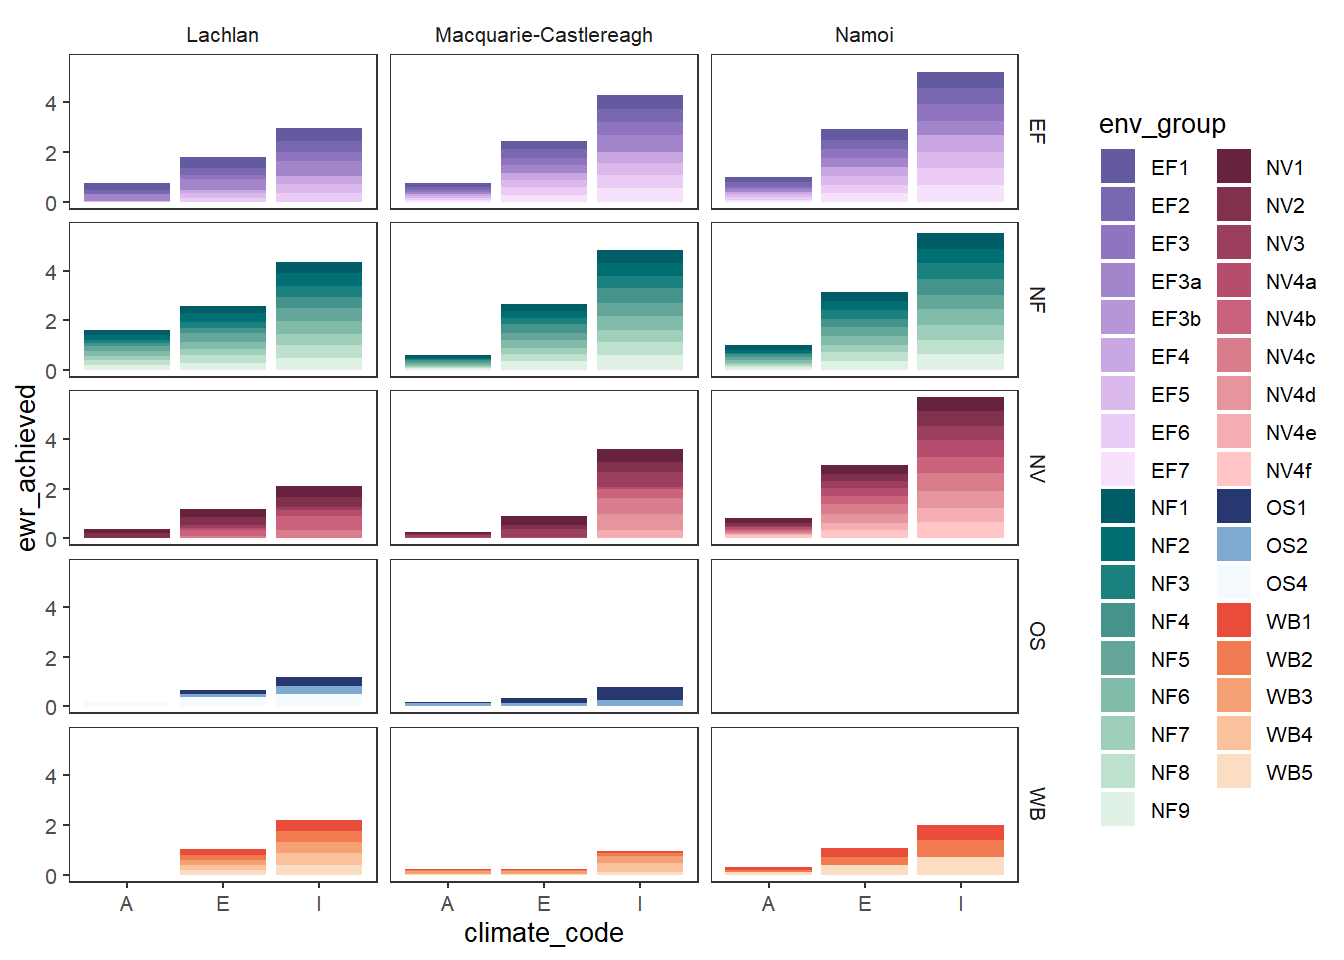 Lachlan
Macquarie-Castlereagh
Namoi
ewr_achieved
4
2
0
EF
4
2
0
NF
4
2
0
NV
4
2
0
OS
4
2
0
WB
A
E
I
A
E
I
A
E
I
climate_code
env_group
EF1
EF2
EF3
EF3a
EF3b
EF4
EF5
EF6
EF7
NF1
NF2
NF3
NF4
NF5
NF6
NF7
NF8
NF9
NV1
NV2
NV3
NV4a
NV4b
NV4c
NV4d
NV4e
NV4f
OS1
OS2
OS4
WB1
WB2
WB3
WB4
WB5